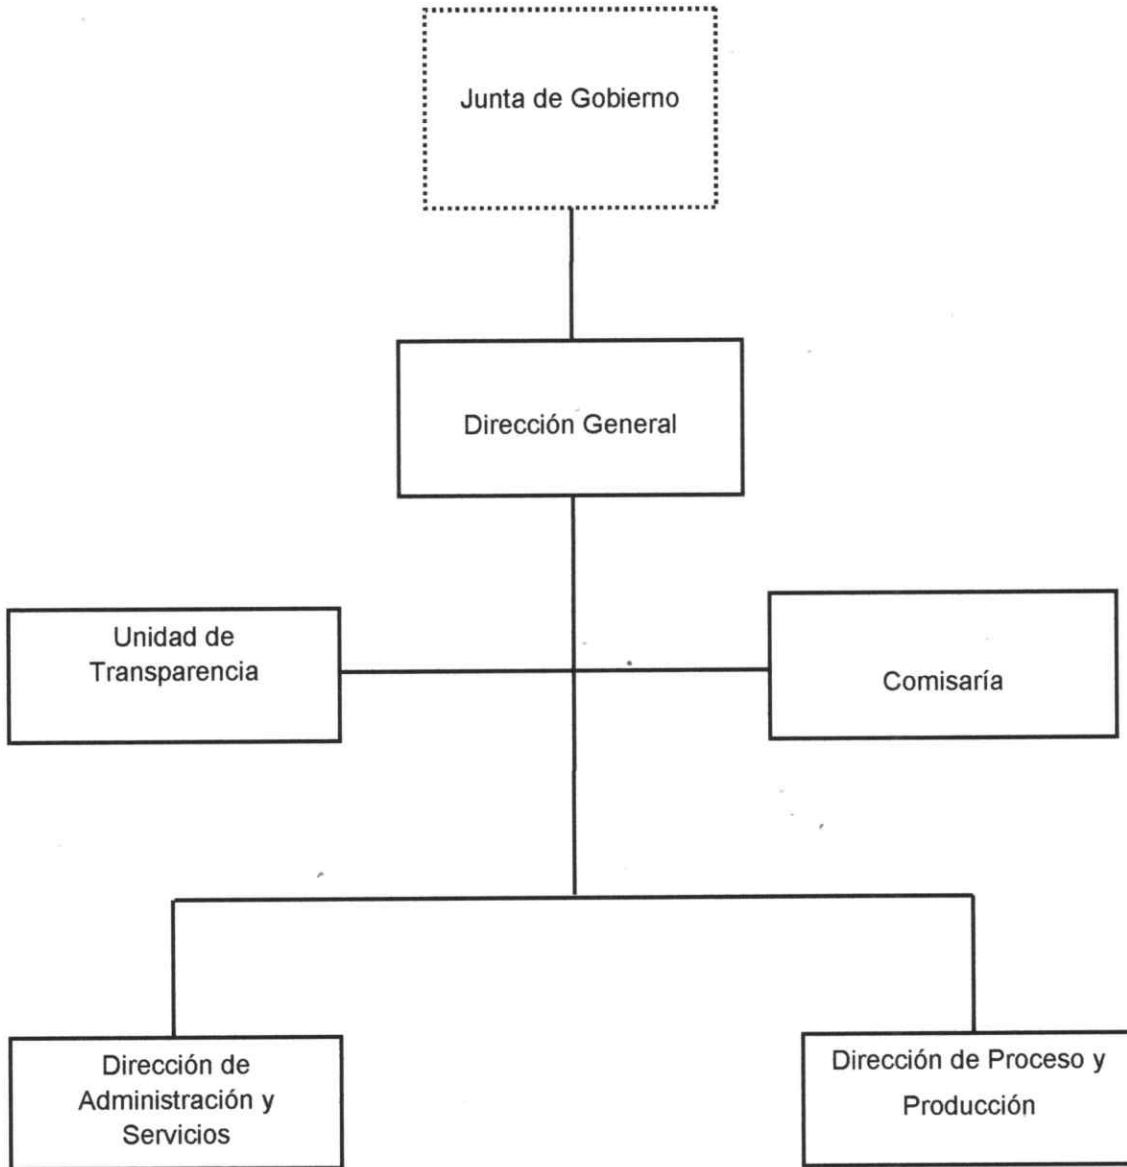 Junta de Gobierno
Dirección General
Unidad de
Transparencia
Comisaría
Dirección de
Administración y
Servicios
Dirección de Proceso y
Producción